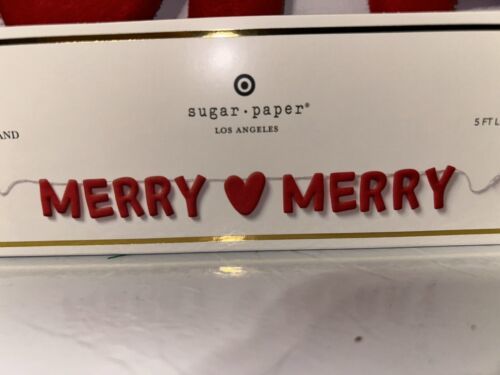 sugar·paper®
LOS ANGELES
AND
5 FT L
MERRY ♥ MERRY